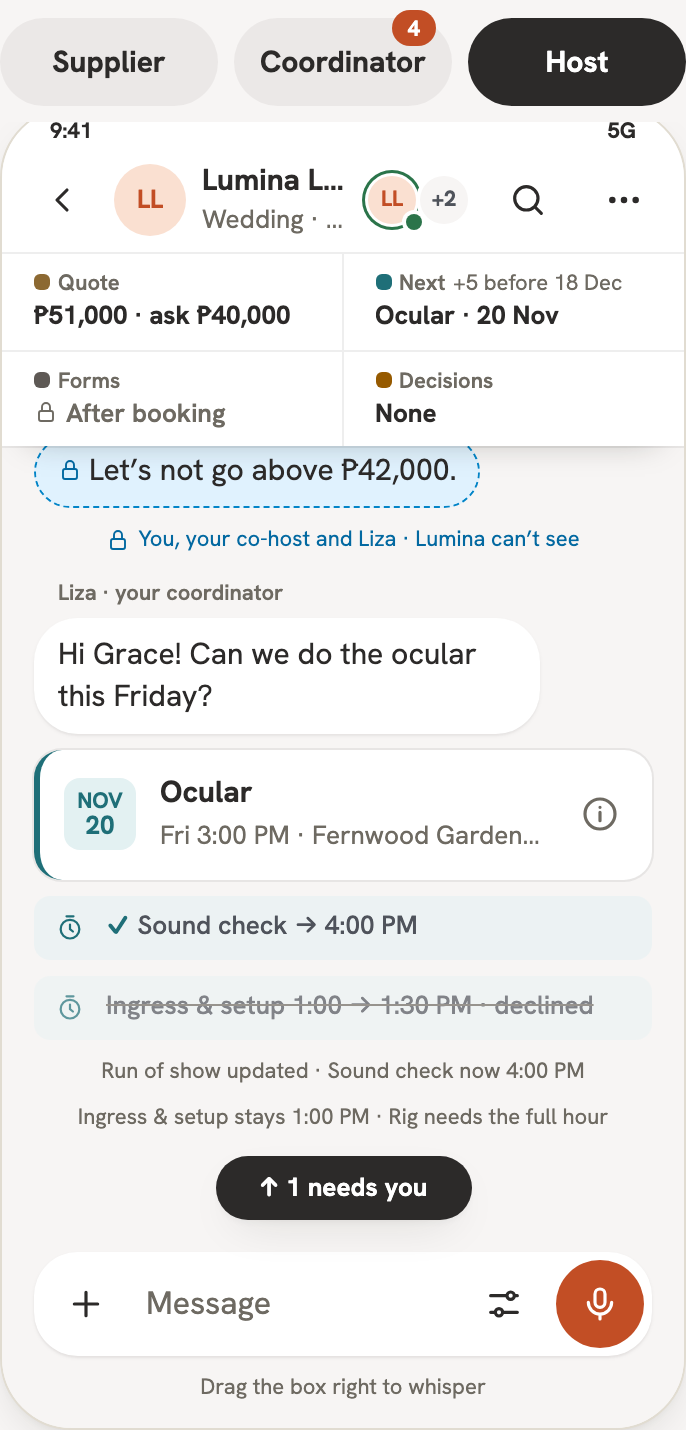 4
Supplier
Coordinator
Host
9:41
5G
LL
Lumina L...
Wedding · ...
LL
+2
Quote
₱51,000 · ask ₱40,000
Next +5 before 18 Dec
Ocular · 20 Nov
Forms
After booking
Decisions
None
Let’s not go above ₱42,000.
You, your co-host and Liza · Lumina can’t see
Liza · your coordinator
Hi Grace! Can we do the ocular
this Friday?
NOV
20
Ocular
Fri 3:00 PM · Fernwood Garden...
✓ Sound check → 4:00 PM
Ingress & setup 1:00 → 1:30 PM · declined
Run of show updated · Sound check now 4:00 PM
Ingress & setup stays 1:00 PM · Rig needs the full hour
↑ 1 needs you
Message
Drag the box right to whisper